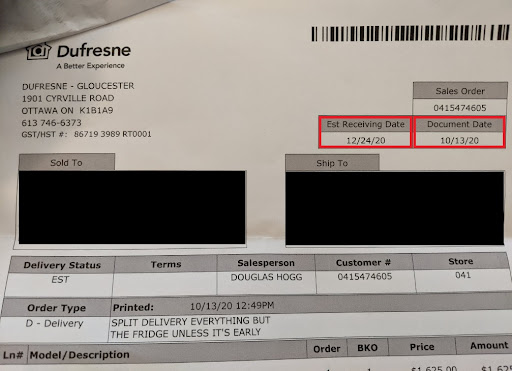 Dufresne
A Better Experience
DUFRESNE - GLOUCESTER
1901 CYRVILLE ROAD
OTTAWA ON K1B1A9
613 746-6373
GST/HST #: 86719 3989 RT0001
Sales Order
0415474605
Est Receiving Date Document Date
12/24/20 10/13/20
Sold To Ship To
Delivery Status Terms Salesperson Customer # Store
EST DOUGLAS HOGG 0415474605 041
Order Type Printed: 10/13/20 12:49PM
D - Delivery SPLIT DELIVERY EVERYTHING BUT
THE FRIDGE UNLESS IT'S EARLY
Ln# Model/Description Order BKO Price Amount